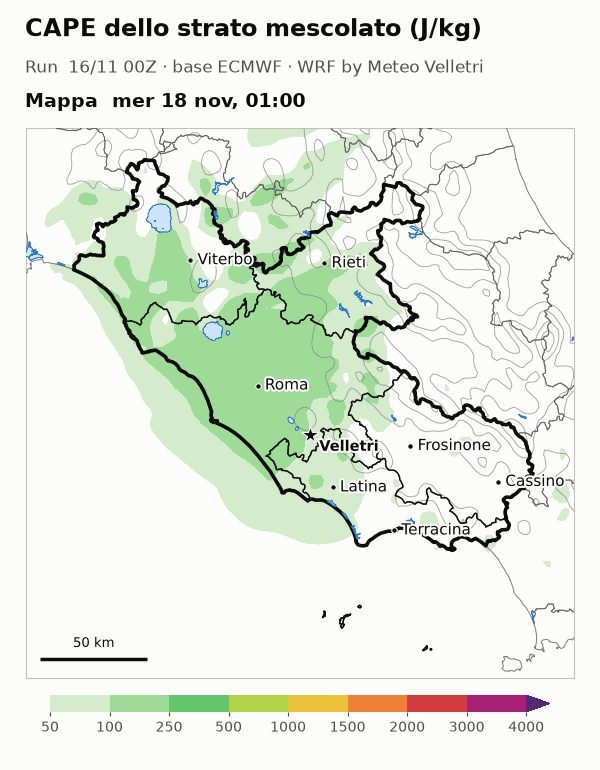 CAPE dello strato mescolato (J/kg)
Run  16/11 00Z · base ECMWF · WRF by Meteo Velletri
Mappa  mer 18 nov, 01:00
Viterbo
Rieti
Roma
Velletri
Frosinone
Cassino
Latina
Terracina
50 km
50 100 250 500 1000 1500 2000 3000 4000